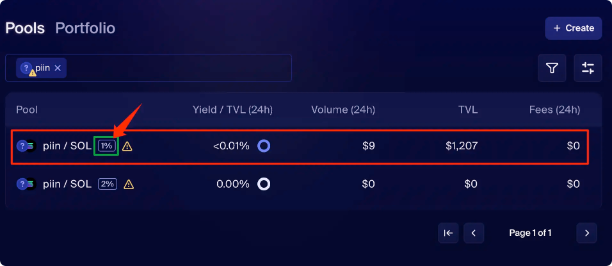 Pools Portfolio + Create
piin ×
Pool Yield / TVL (24h) Volume (24h) TVL Fees (24h)
piin / SOL 1% <0.01% $9 $1,207 $0
piin / SOL 2% 0.00% $0 $0 $0
Page 1 of 1